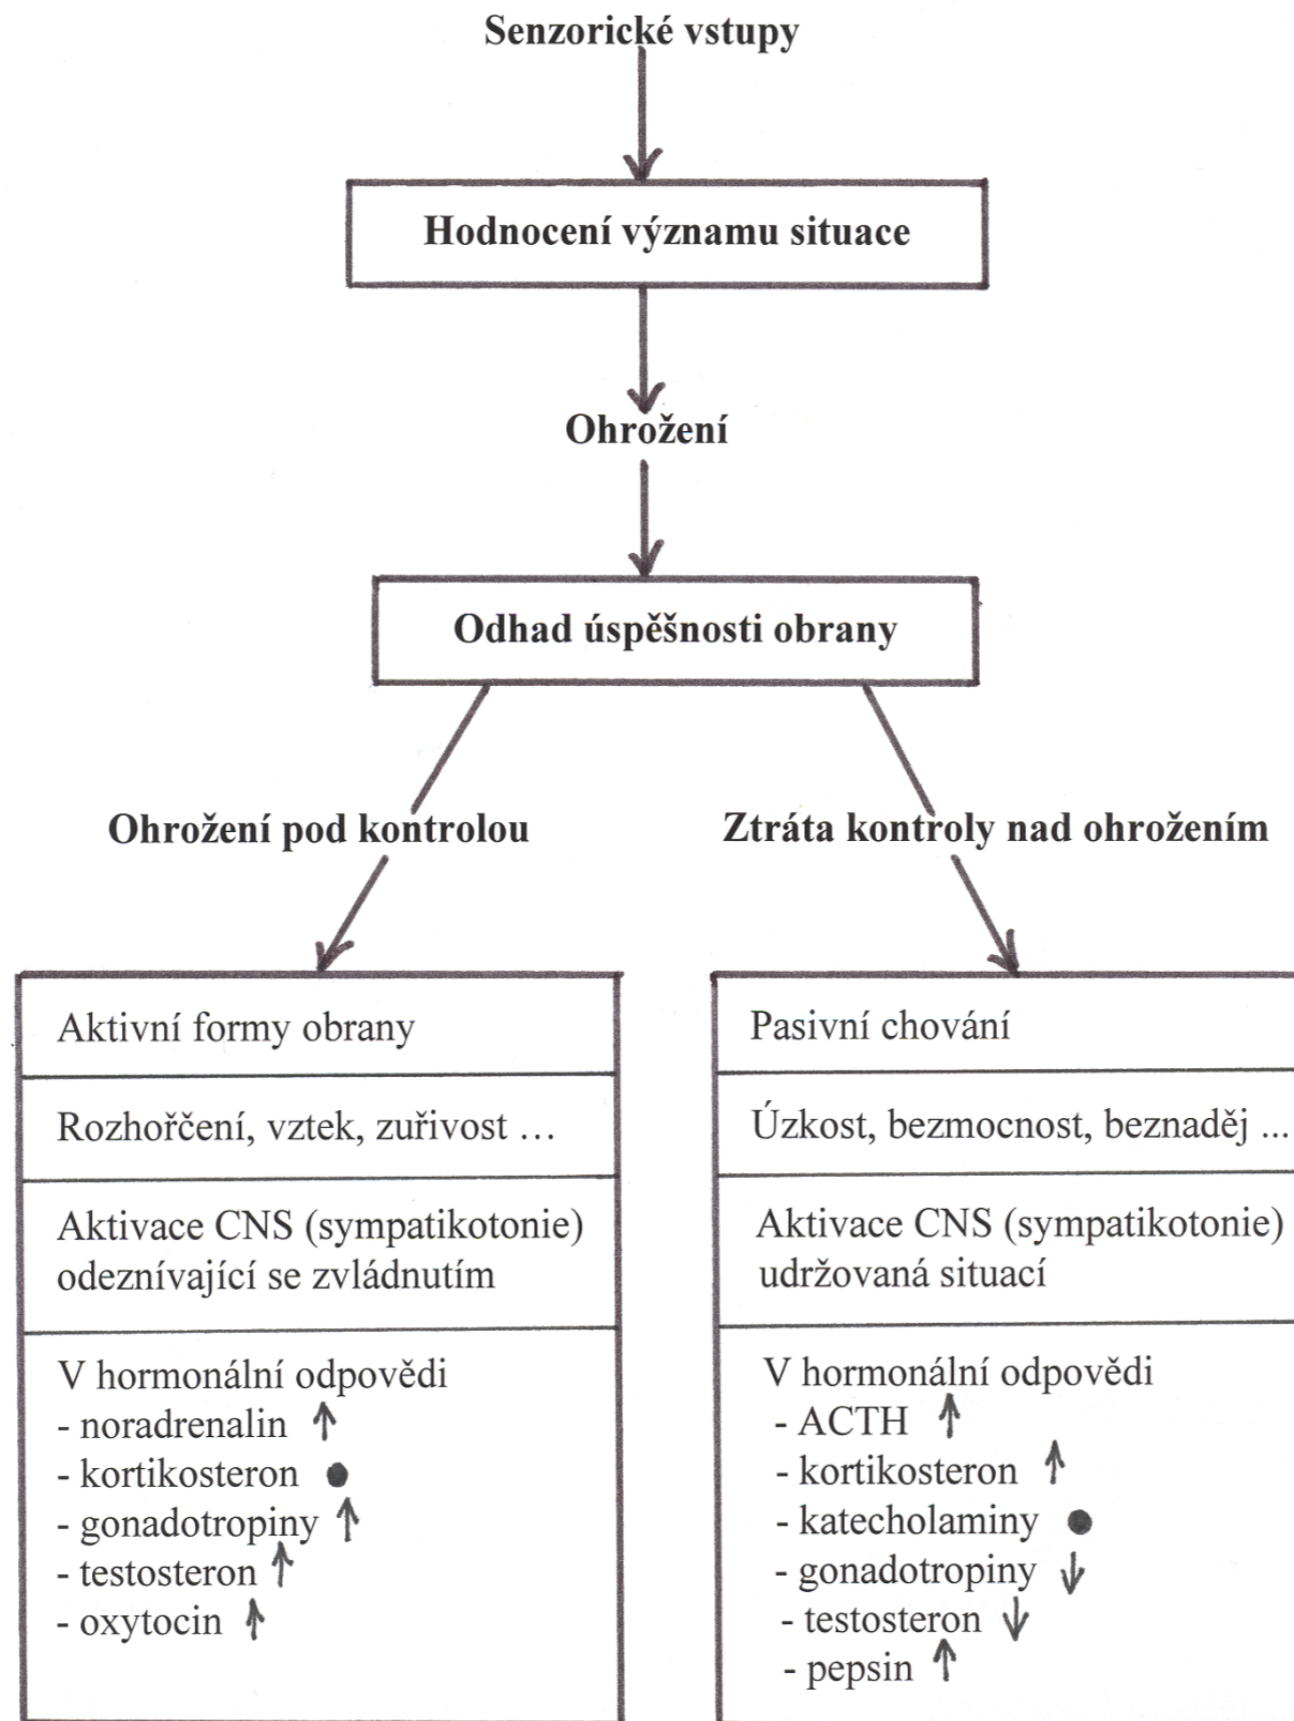 Senzorické vstupy
Hodnocení významu situace
Ohrožení
Odhad úspěšnosti obrany
Ohrožení pod kontrolou
Ztráta kontroly nad ohrožením
Aktivní formy obrany
Rozhořčení, vztek, zuřivost …
Aktivace CNS (sympatikotonie)
odeznívající se zvládnutím
V hormonální odpovědi
- noradrenalin ↑
- kortikosteron ●
- gonadotropiny ↑
- testosteron ↑
- oxytocin ↑
Pasivní chování
Úzkost, bezmocnost, beznaděj ...
Aktivace CNS (sympatikotonie)
udržovaná situací
V hormonální odpovědi
- ACTH ↑
- kortikosteron ↑
- katecholaminy ●
- gonadotropiny ↓
- testosteron ↓
- pepsin ↑